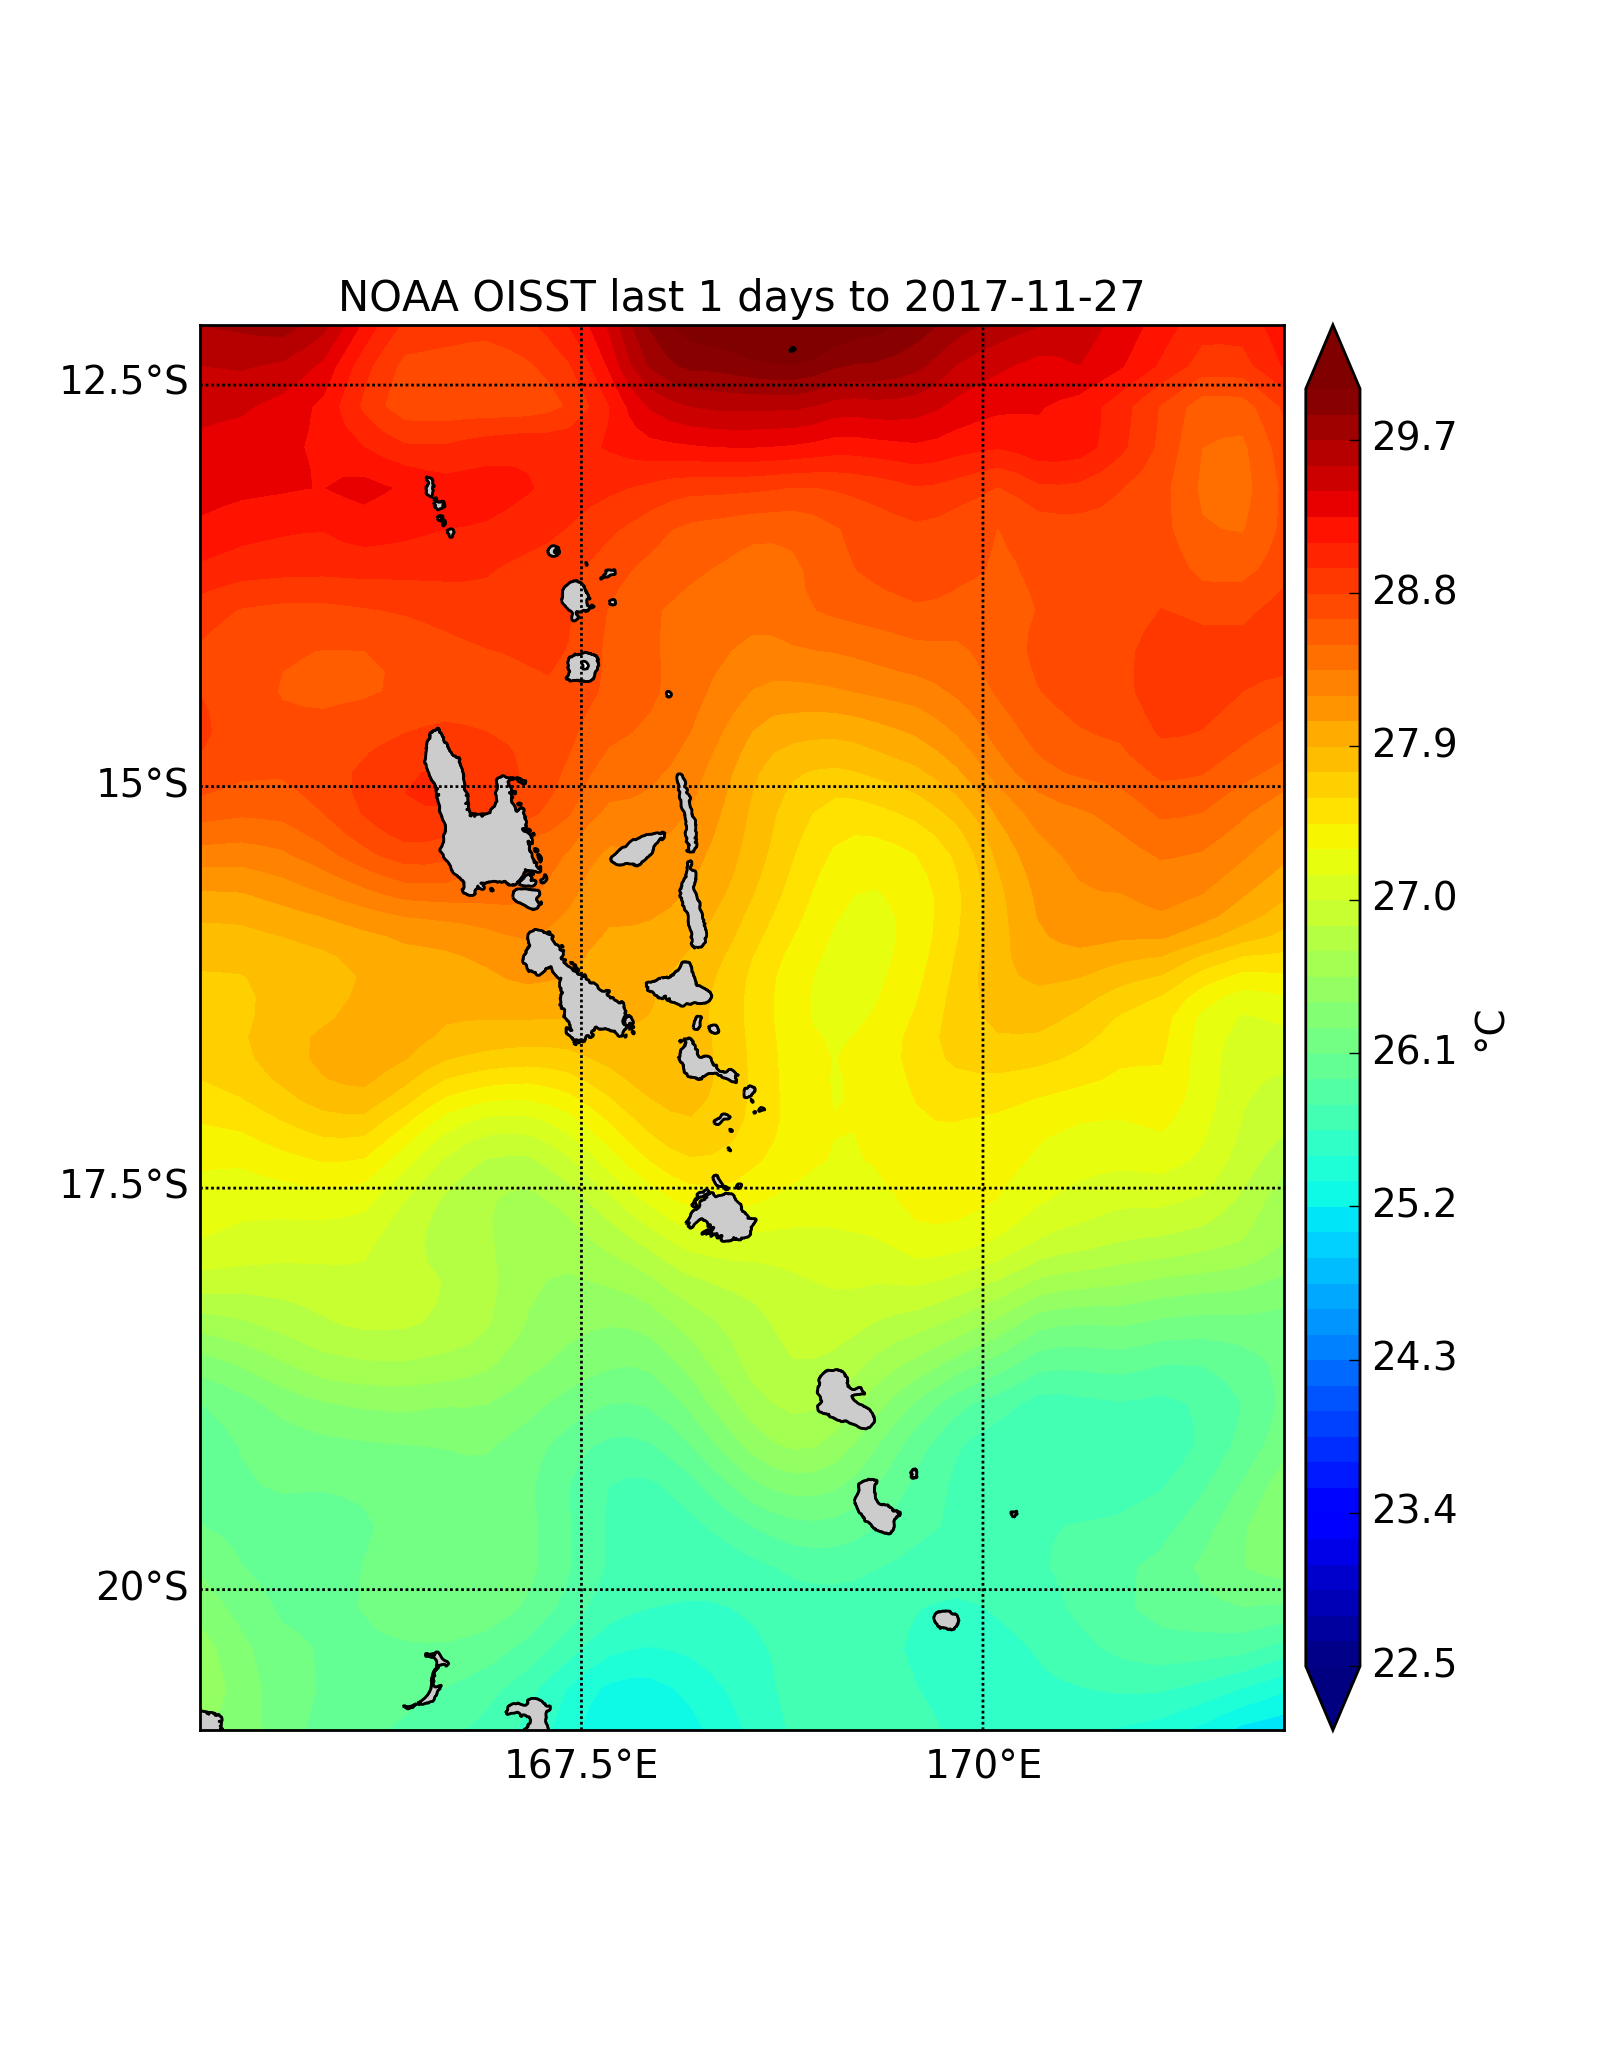 NOAA OISST last 1 days to 2017-11-27
12.5°S
15°S
17.5°S
20°S
167.5°E
170°E
29.7
28.8
27.9
27.0
26.1
25.2
24.3
23.4
22.5
°C